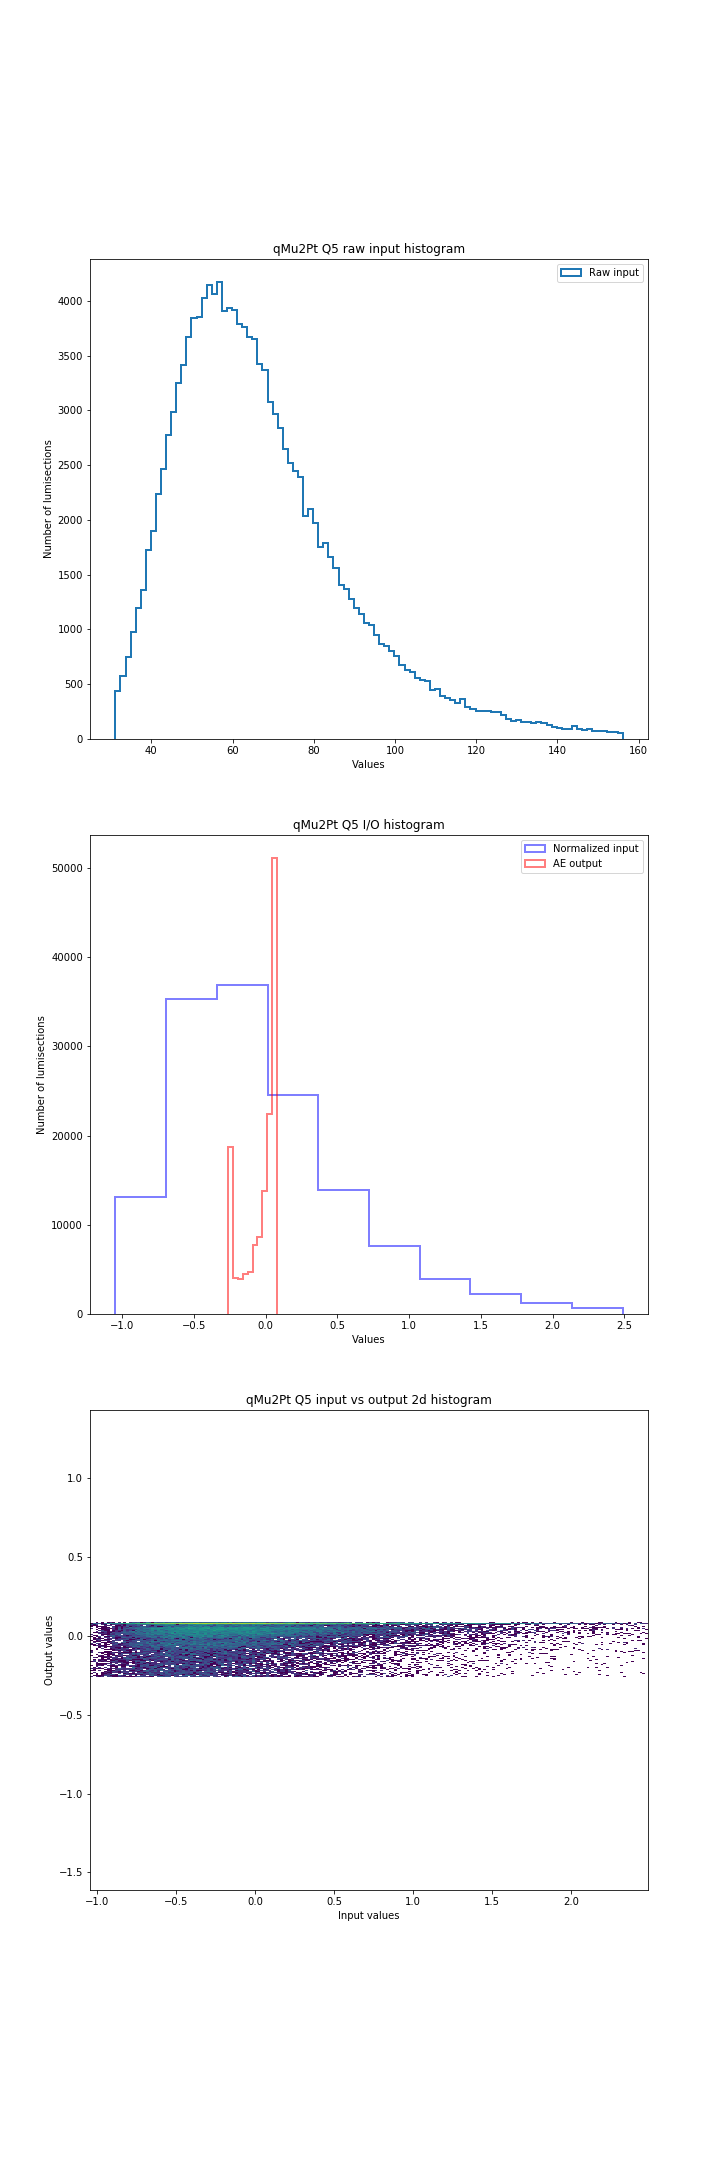 qMu2Pt Q5 raw input histogram
Raw input
4000
3500
3000
2500
2000
1500
1000
500
0
Number of lumisections
40 60 80 100 120 140 160
Values
qMu2Pt Q5 I/O histogram
Normalized input
AE output
50000
40000
30000
20000
10000
0
Number of lumisections
−1.0 −0.5 0.0 0.5 1.0 1.5 2.0 2.5
Values
qMu2Pt Q5 input vs output 2d histogram
1.0
0.5
0.0
−0.5
−1.0
−1.5
Output values
−1.0 −0.5 0.0 0.5 1.0 1.5 2.0
Input values